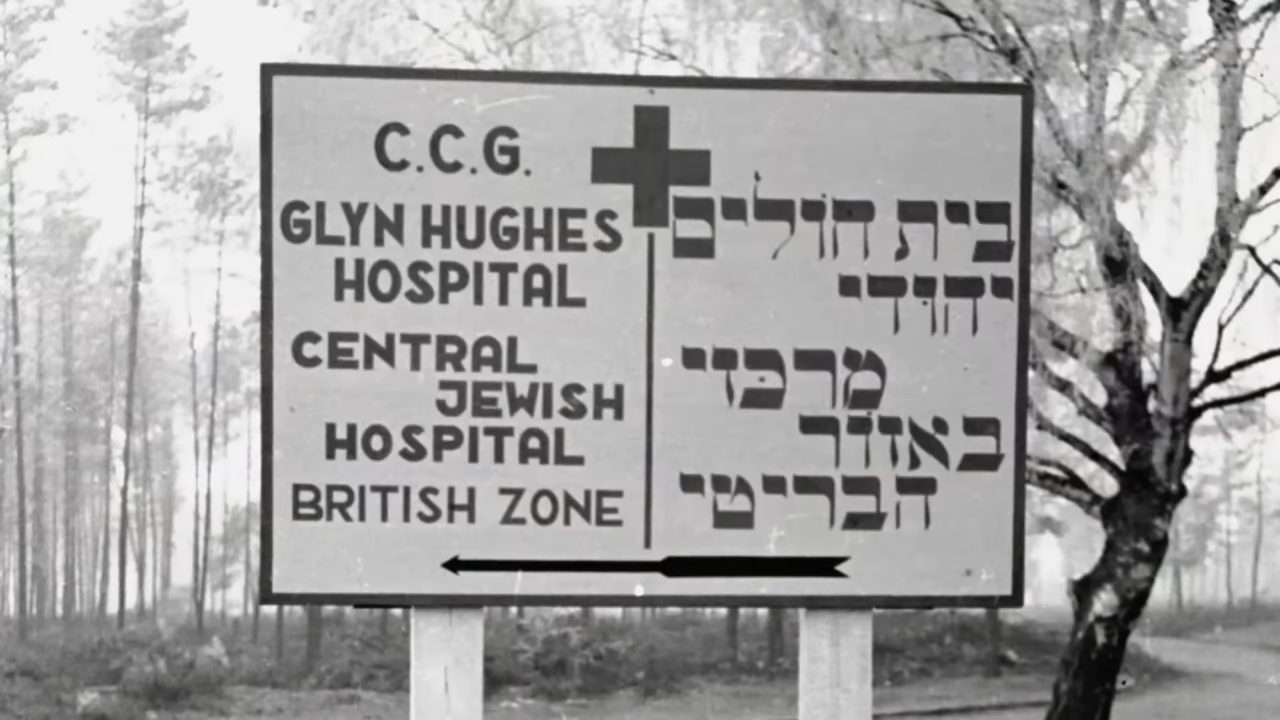 C.C.G.
GLYN HUGHES
HOSPITAL
CENTRAL
JEWISH
HOSPITAL
BRITISH ZONE
בית חולים
יהודי
מרכזי
באזור
הבריטי